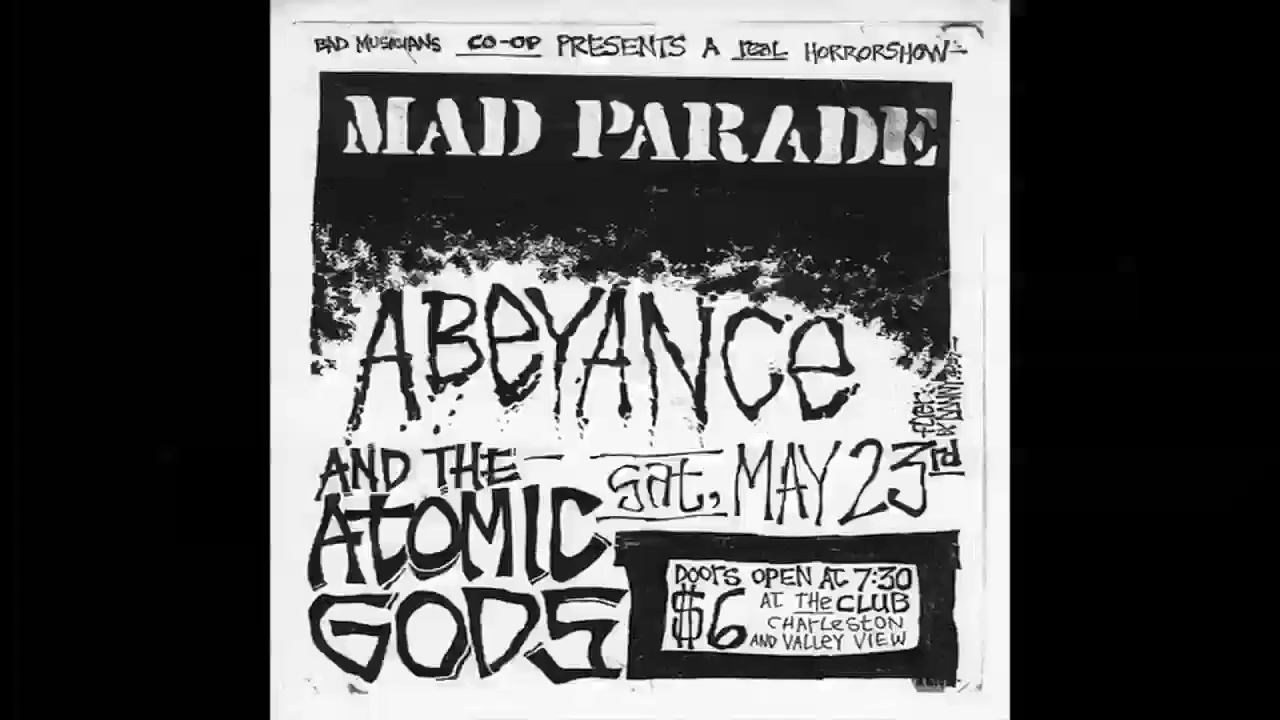 BAD MUSICIANS CO-OP PRESENTS A real HORRORSHOW
MAD PARADE
ABeYANCe
AND THE
AtOMIC
GODS
sat, MAY 23rd
DOOrS OPEN At 7:30
$6 At THe CLUB
CHArLeStON
AND VALLeY VIEW